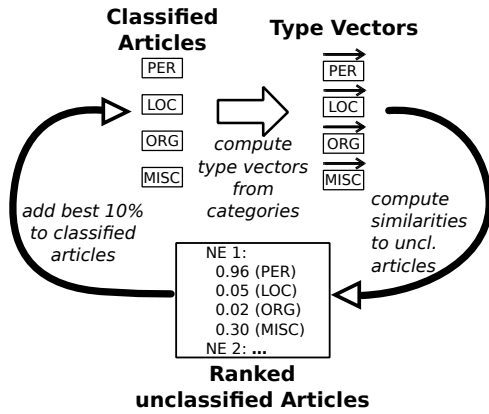 Classified
Articles
PER
LOC
ORG
MISC
compute
type vectors
from
categories
Type Vectors
PER
LOC
ORG
MISC
compute
similarities
to uncl.
articles
NE 1:
0.96 (PER)
0.05 (LOC)
0.02 (ORG)
0.30 (MISC)
NE 2: ...
Ranked
unclassified Articles
add best 10%
to classified
articles